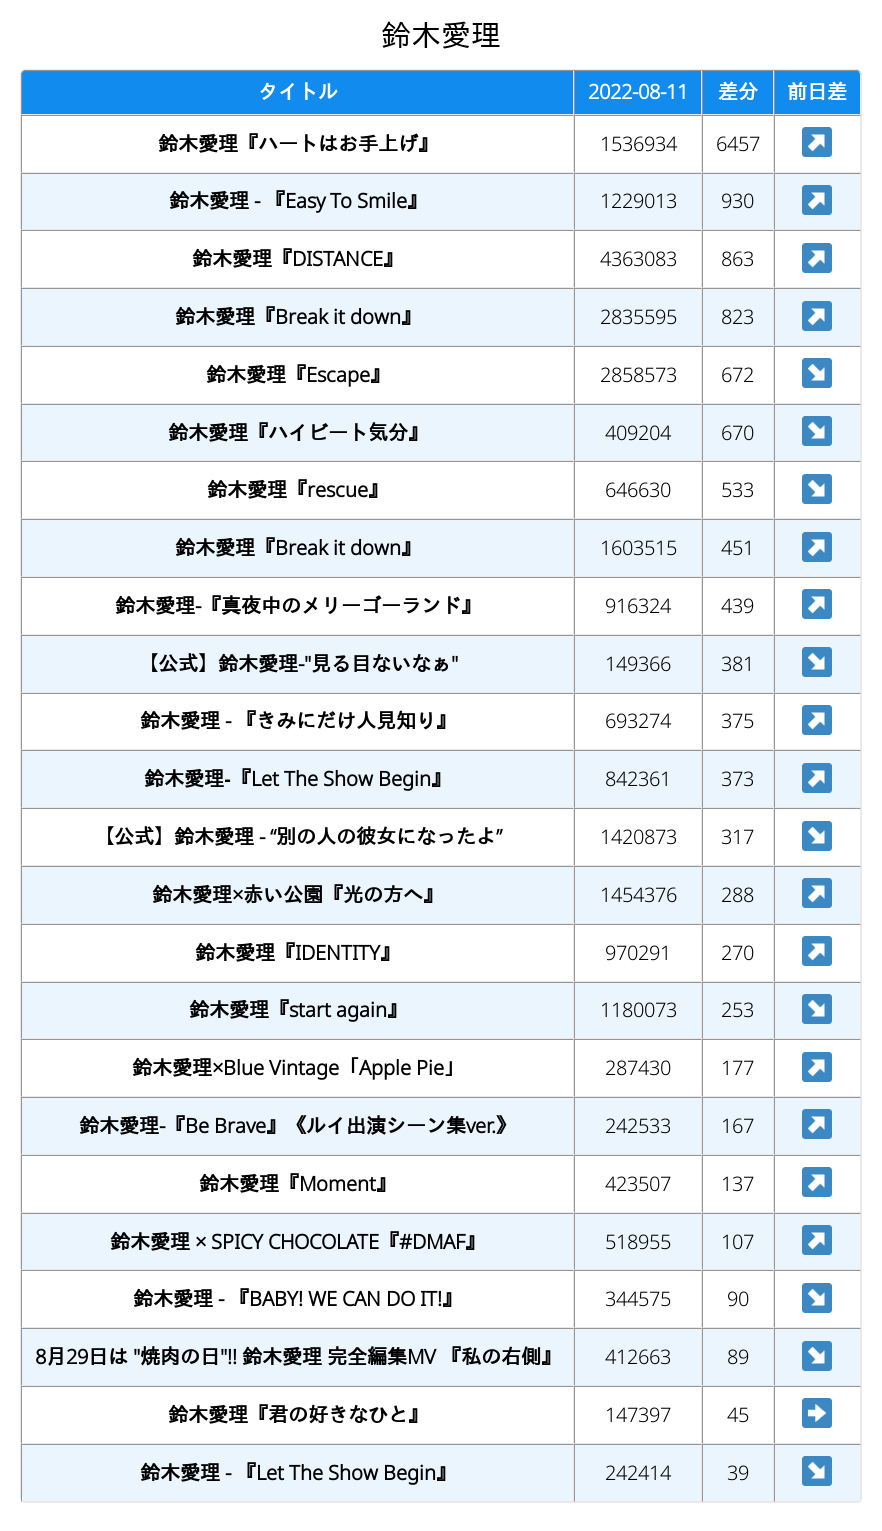 鈴木愛理
タイトル 2022-08-11 差分 前日差
鈴木愛理『ハートはお手上げ』 1536934 6457
鈴木愛理 - 『Easy To Smile』 1229013 930
鈴木愛理『DISTANCE』 4363083 863
鈴木愛理『Break it down』 2835595 823
鈴木愛理『Escape』 2858573 672
鈴木愛理『ハイビート気分』 409204 670
鈴木愛理『rescue』 646630 533
鈴木愛理『Break it down』 1603515 451
鈴木愛理-『真夜中のメリーゴーランド』 916324 439
【公式】鈴木愛理-"見る目ないなぁ" 149366 381
鈴木愛理 - 『きみにだけ人見知り』 693274 375
鈴木愛理-『Let The Show Begin』 842361 373
【公式】鈴木愛理 - “別の人の彼女になったよ” 1420873 317
鈴木愛理×赤い公園『光の方へ』 1454376 288
鈴木愛理『IDENTITY』 970291 270
鈴木愛理『start again』 1180073 253
鈴木愛理×Blue Vintage「Apple Pie」 287430 177
鈴木愛理-『Be Brave』《ルイ出演シーン集ver.》 242533 167
鈴木愛理『Moment』 423507 137
鈴木愛理 × SPICY CHOCOLATE『#DMAF』 518955 107
鈴木愛理 - 『BABY! WE CAN DO IT!』 344575 90
8月29日は "焼肉の日"!! 鈴木愛理 完全編集MV 『私の右側』 412663 89
鈴木愛理『君の好きなひと』 147397 45
鈴木愛理 - 『Let The Show Begin』 242414 39